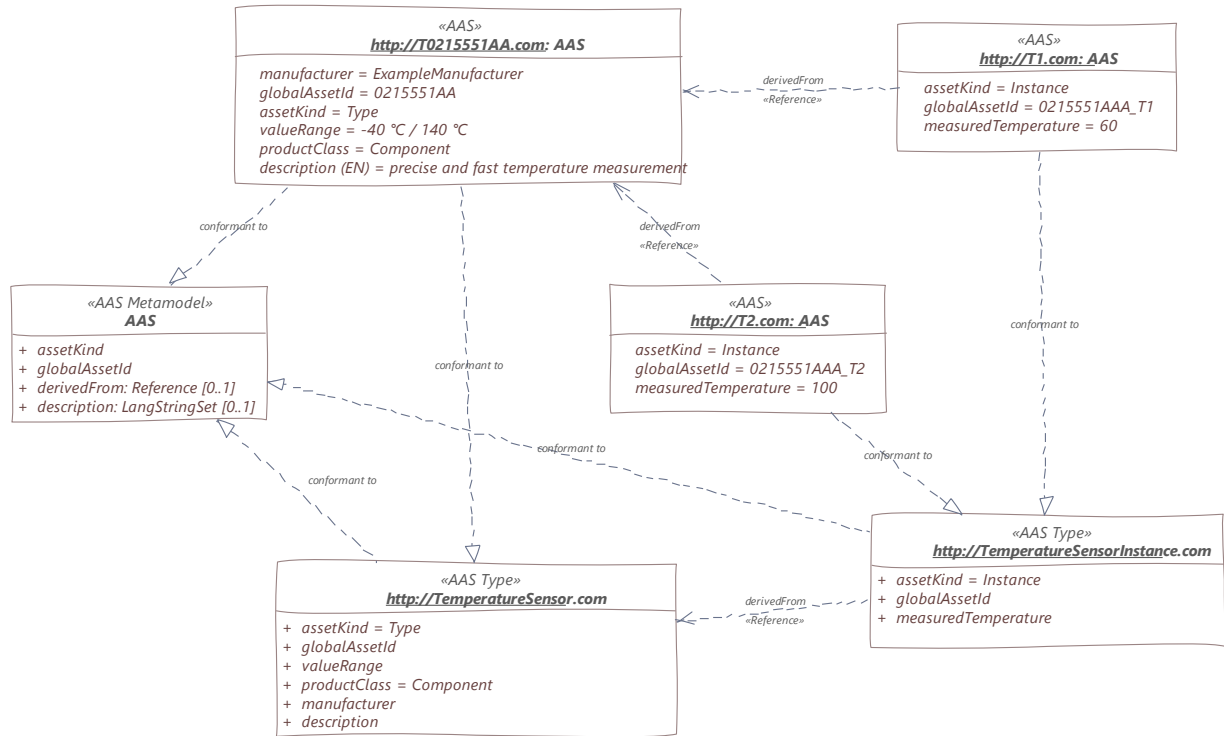 «AAS»
http://T0215551AA.com: AAS
manufacturer = ExampleManufacturer
globalAssetId = 0215551AA
assetKind = Type
valueRange = -40 °C / 140 °C
productClass = Component
description (EN) = precise and fast temperature measurement
«AAS»
http://T1.com: AAS
assetKind = Instance
globalAssetId = 0215551AAA_T1
measuredTemperature = 60
derivedFrom
«Reference»
conformant to
derivedFrom
«Reference»
«AAS Metamodel»
AAS
+ assetKind
+ globalAssetId
+ derivedFrom: Reference [0..1]
+ description: LangStringSet [0..1]
«AAS»
http://T2.com: AAS
assetKind = Instance
globalAssetId = 0215551AAA_T2
measuredTemperature = 100
conformant to
conformant to
conformant to
conformant to
conformant to
«AAS Type»
http://TemperatureSensorInstance.com
+ assetKind = Instance
+ globalAssetId
+ measuredTemperature
«AAS Type»
http://TemperatureSensor.com
+ assetKind = Type
+ globalAssetId
+ valueRange
+ productClass = Component
+ manufacturer
+ description
derivedFrom
«Reference»